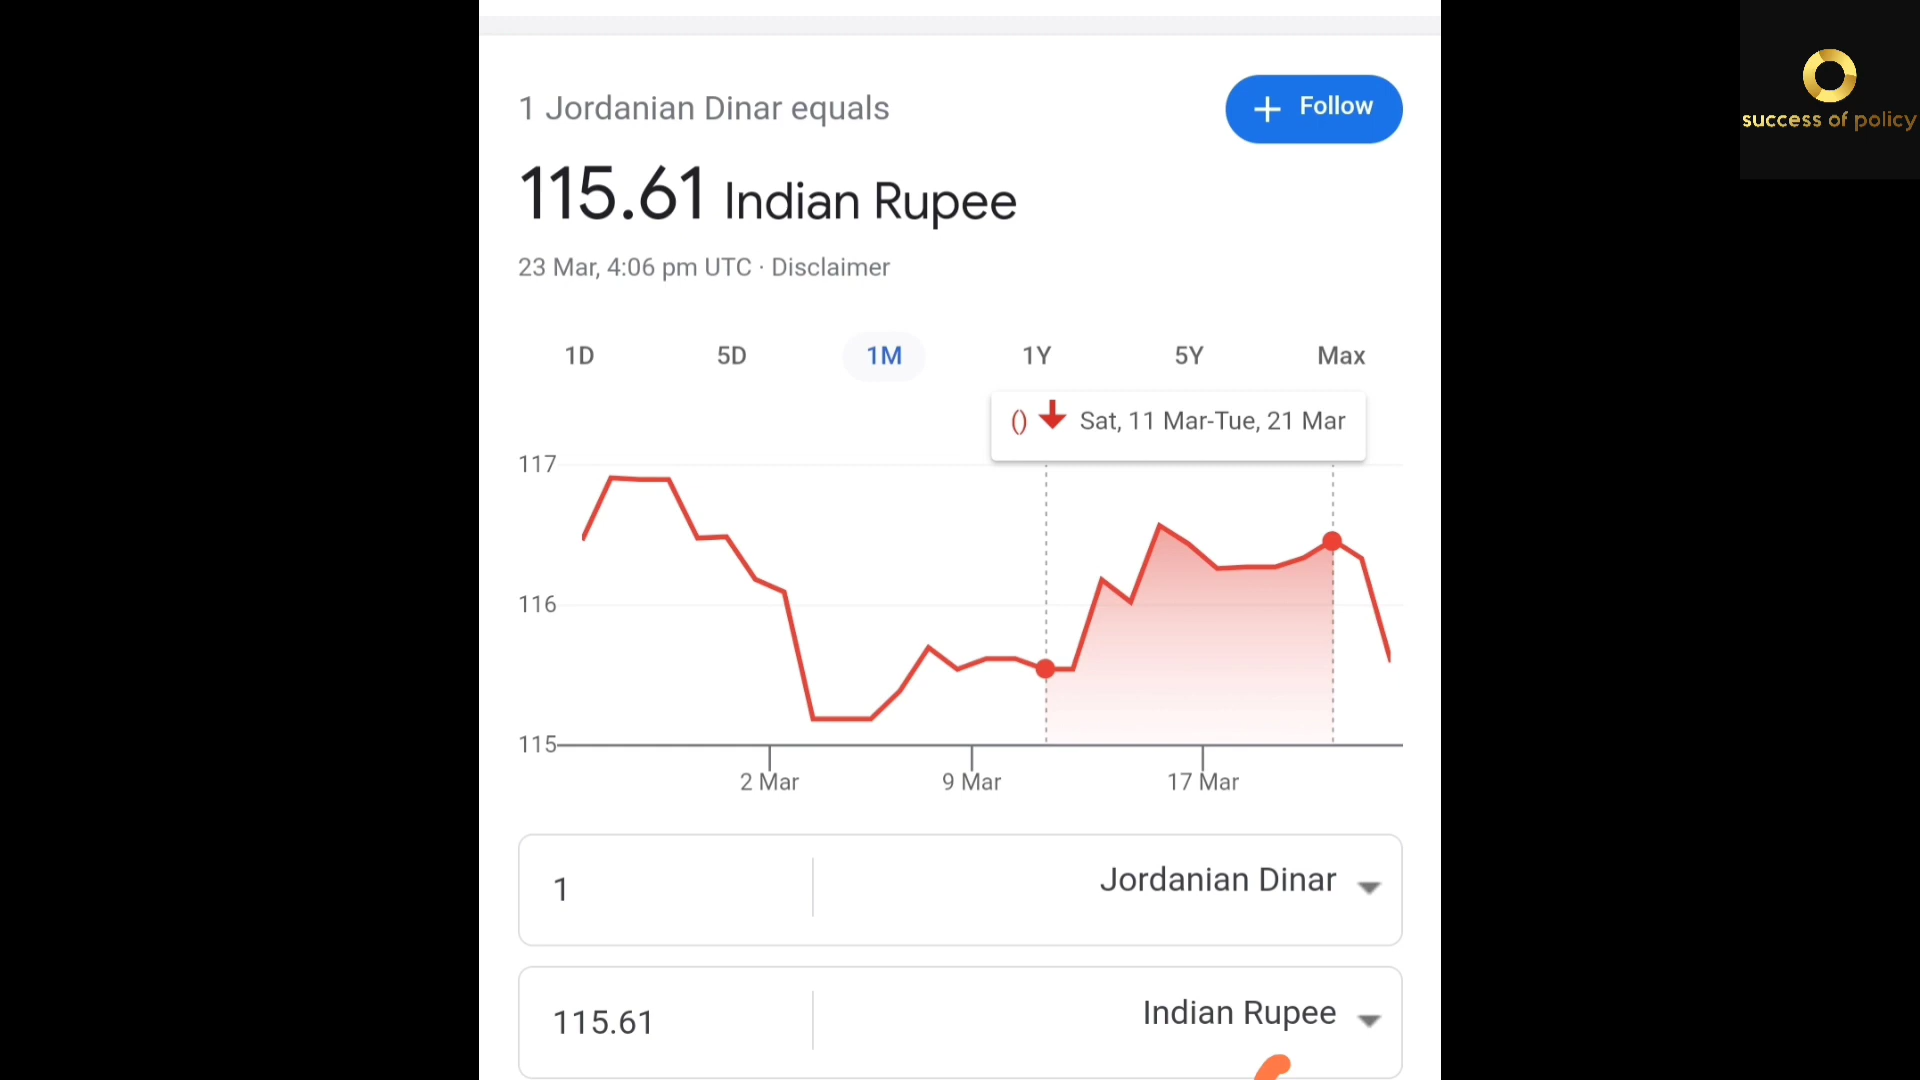 1 Jordanian Dinar equals
+ Follow
115.61 Indian Rupee
23 Mar, 4:06 pm UTC · Disclaimer
1D 5D 1M 1Y 5Y Max
() Sat, 11 Mar-Tue, 21 Mar
117
116
115
2 Mar 9 Mar 17 Mar
1 Jordanian Dinar
115.61 Indian Rupee
success of policy